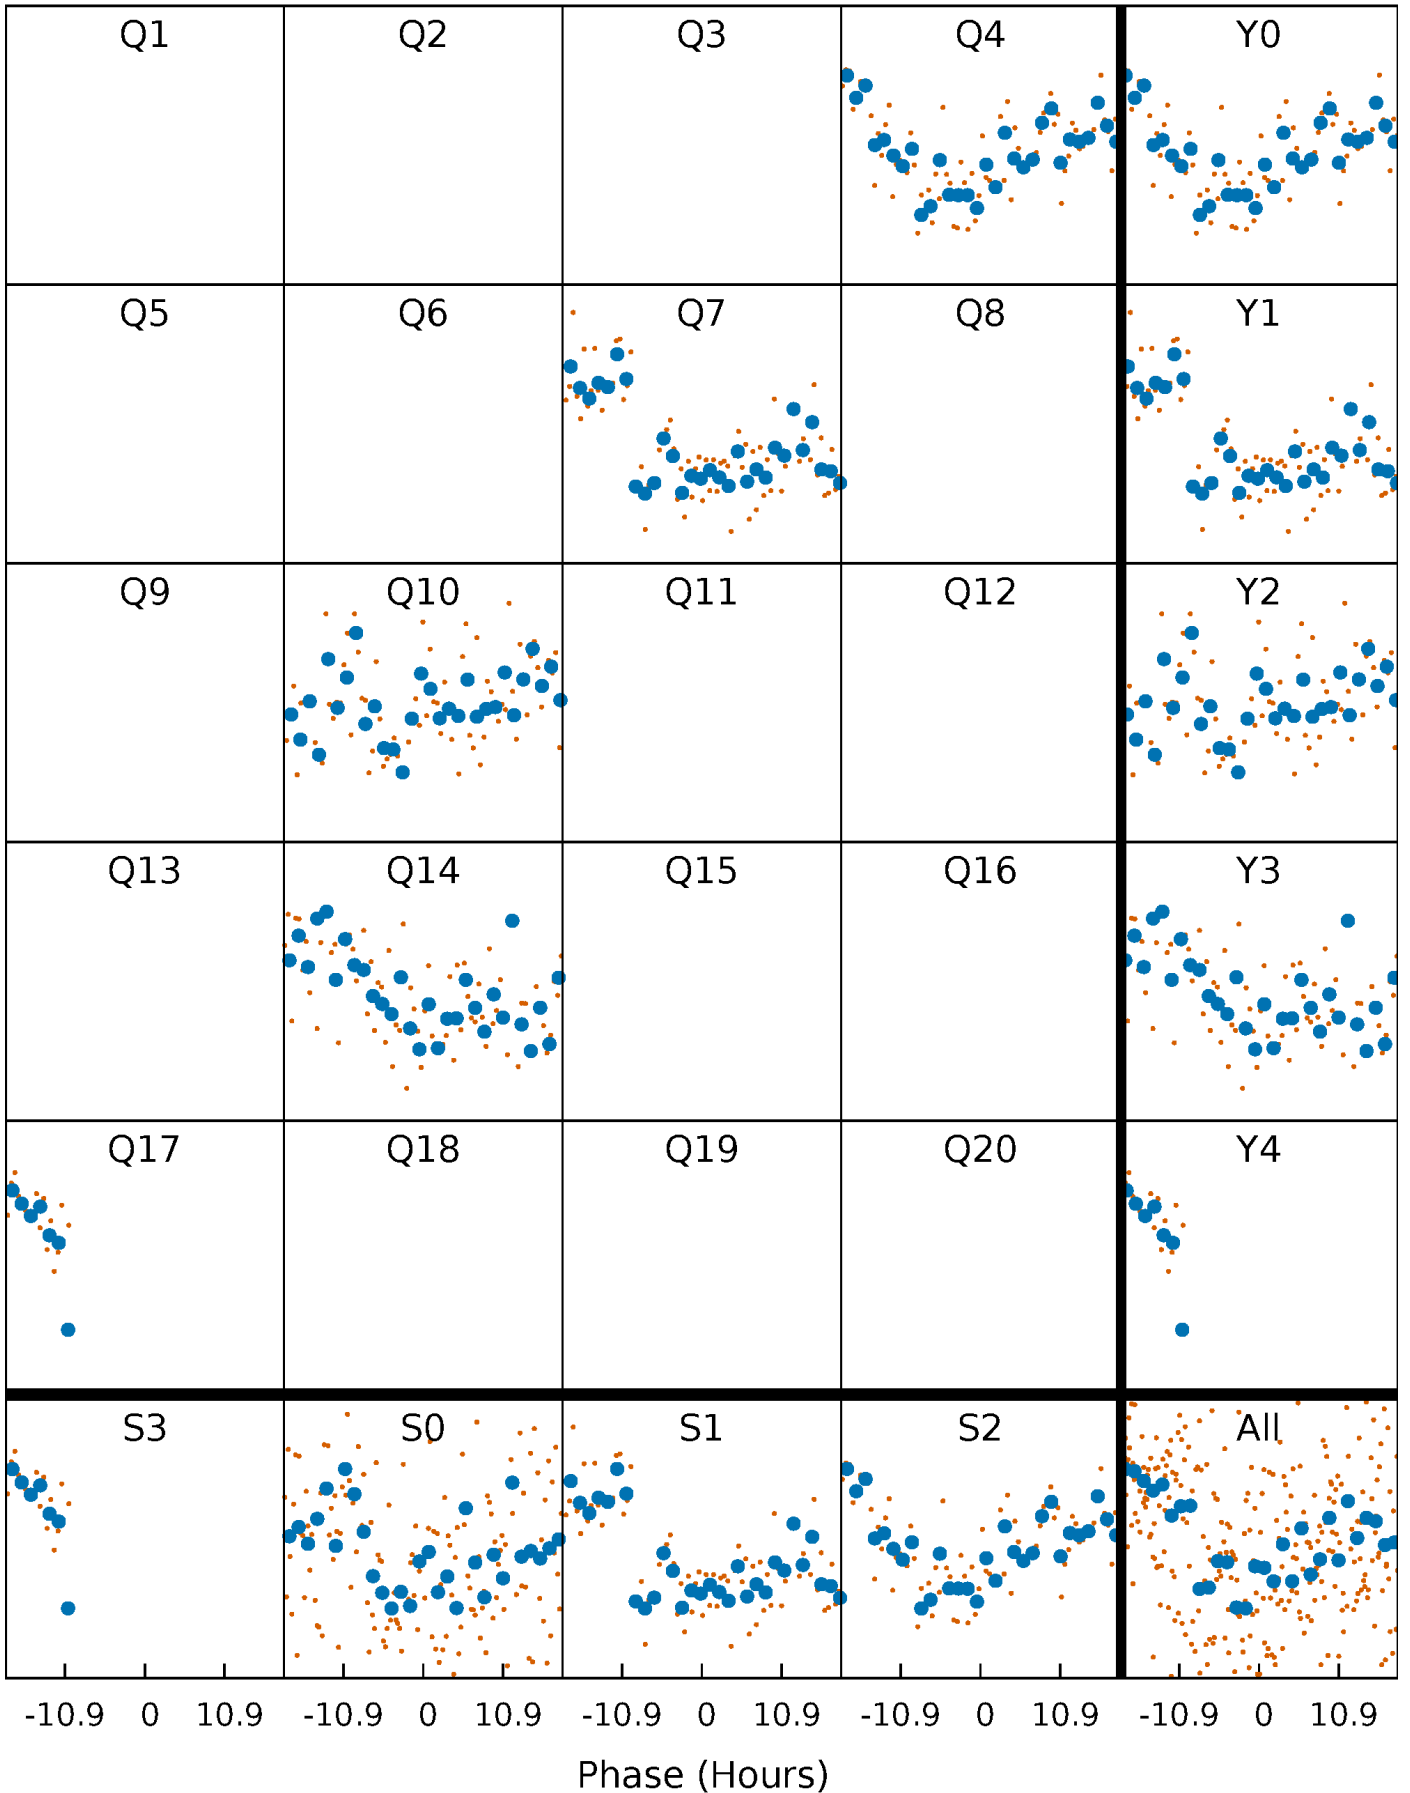 Q1 Q2 Q3 Q4 Y0
Q5 Q6 Q7 Q8 Y1
Q9 Q10 Q11 Q12 Y2
Q13 Q14 Q15 Q16 Y3
Q17 Q18 Q19 Q20 Y4
S3 S0 S1 S2 All
-10.9 0 10.9 -10.9 0 10.9 -10.9 0 10.9 -10.9 0 10.9 -10.9 0 10.9
Phase (Hours)